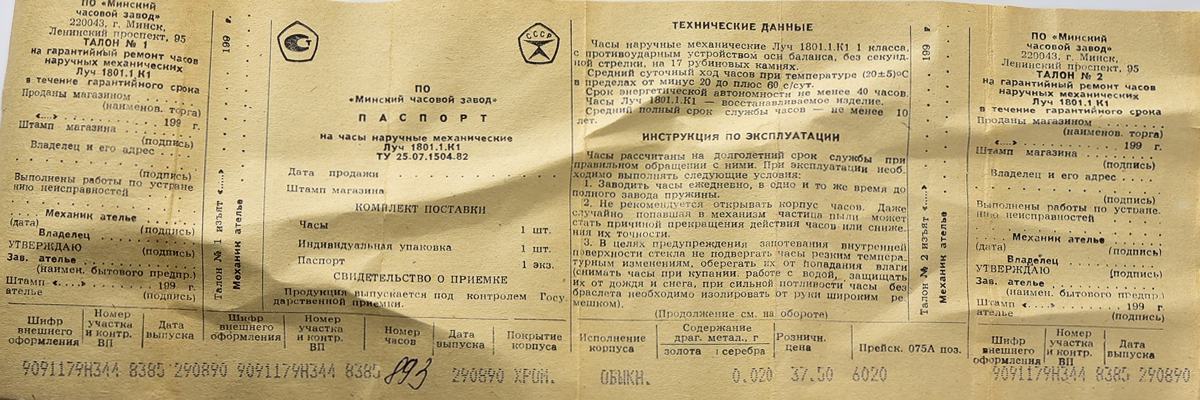 ПО «Минский
часовой завод»
220043, г. Минск,
Ленинский проспект, 95
ТАЛОН № 1
на гарантийный ремонт часов
наручных механических
Луч 1801.1.К1
в течение гарантийного срока
Проданы магазином
(наименов. торга)
«....» 199 г.
Штамп магазина
(подпись)
Владелец и его адрес
(подпись)
Выполнены работы по устране
нию неисправностей
Механик ателье
(дата) (подпись)
Владелец
(подпись)
УТВЕРЖДАЮ
Зав. ателье
(наимен. бытового предпр.)
Штамп «....» 199 г.
ателье (подпись)
Талон № 1 изъят «....» 199 г.
Механик ателье
СССР
ПО
«Минский часовой завод»
ПАСПОРТ
на часы наручные механические
Луч 1801.1.К1
ТУ 25.07.1504.82
Дата продажи
Штамп магазина
КОМПЛЕКТ ПОСТАВКИ
Часы 1 шт.
Индивидуальная упаковка 1 шт.
Паспорт 1 экз.
СВИДЕТЕЛЬСТВО О ПРИЕМКЕ
Продукция выпускается под контролем Госу
дарственной приемки
ТЕХНИЧЕСКИЕ ДАННЫЕ
Часы наручные механические Луч 1801.1.К1 1 класса,
с противоударным устройством оси баланса, без секунд.
ной стрелки, на 17 рубиновых камнях.
Средний суточный ход часов при температуре (20±5)°С
в пределах от минус 20 до плюс 60 с/сут.
Срок энергетической автономности не менее 40 часов.
Часы Луч 1801.1.К1 — восстанавливаемое изделие.
Средний полный срок службы часов — не менее 10
лет.
ИНСТРУКЦИЯ ПО ЭКСПЛУАТАЦИИ
Часы рассчитаны на долголетний срок службы при
правильном обращении с ними. При эксплуатации необ.
ходимо выполнять следующие условия:
1. Заводить часы ежедневно, в одно и то же время до
полного завода пружины.
2. Не рекомендуется открывать корпус часов. Даже
случайно попавшая в механизм частица пыли может
стать причиной прекращения действия часов или сниже.
ния их точности.
3. В целях предупреждения запотевания внутренней
поверхности стекла не подвергать часы резким темпера.
турным изменениям, оберегать их от попадания влаги
(снимать часы при купании, работе с водой, защищать
их от дождя и снега, при сильной потливости часы без
браслета необходимо изолировать от руки широким ре
мешком).
(Продолжение см. на обороте)
Талон № 2 изъят «....» 199 г
Механик ателье
ПО «Минский
часовой завод»
220043, г. Минск,
Ленинский проспект, 95
ТАЛОН № 2
на гарантийный ремонт часов
наручных механических
Луч 1801.1.К1
в течение гарантийного срока
Проданы магазином
(наименов. торга)
«....» 199 г.
Штамп магазина
(подпись)
Владелец и его адрес
(подпись)
Выполнены работы по устране.
нию неисправностей
Механик ателье
(дата) (подпись)
Владелец
УТВЕРЖДАЮ (подпись)
Зав. ателье
(наимен. бытового предпр.)
Штамп «....» 199 г
ателье (подпись)
Шифр внешнего оформления Номер участка и контр. ВП Дата выпуска Шифр внешнего оформления Номер участка и контр. ВП Номер часов Дата выпуска Покрытие корпуса Исполнение корпуса Содержание драг. метал., г золота серебра Розничн. цена Прейск. 075А поз. Шифр внешнего оформления Номер участка и контр. ВП Дата выпуска
9091179Н344 8385 290890 9091179Н344 8385 893 290890 ХРОМ. ОБЫКН. 0.020 37.50 6020 9091179Н344 8385 290890